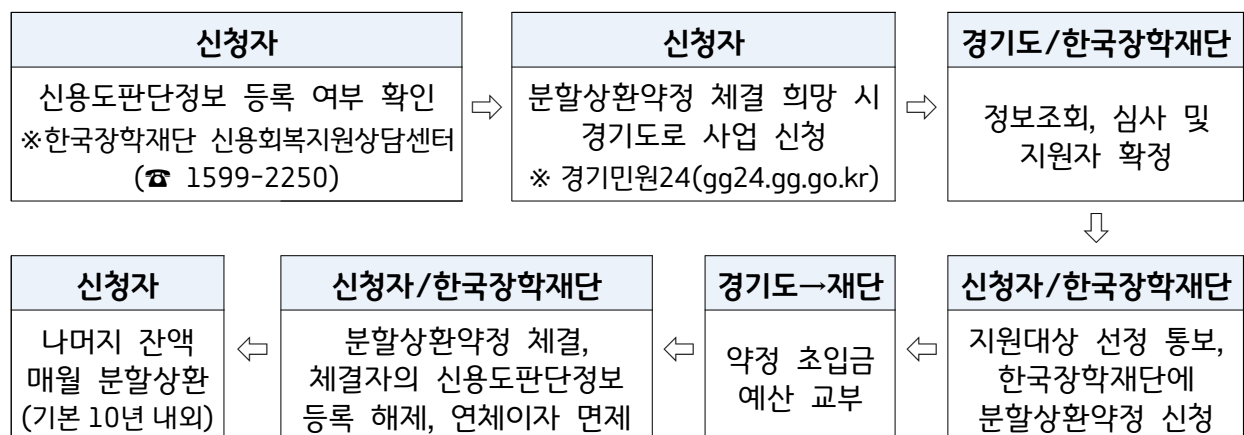 신청자
신용도판단정보 등록 여부 확인
※한국장학재단 신용회복지원상담센터
(☎ 1599-2250)
⇨
신청자
분할상환약정 체결 희망 시
경기도로 사업 신청
※ 경기민원24(gg24.gg.go.kr)
⇨
경기도/한국장학재단
정보조회, 심사 및
지원자 확정
⇩
신청자/한국장학재단
지원대상 선정 통보,
한국장학재단에
분할상환약정 신청
⇦
경기도→재단
약정 초입금
예산 교부
⇦
신청자/한국장학재단
분할상환약정 체결,
체결자의 신용도판단정보
등록 해제, 연체이자 면제
⇦
신청자
나머지 잔액
매월 분할상환
(기본 10년 내외)